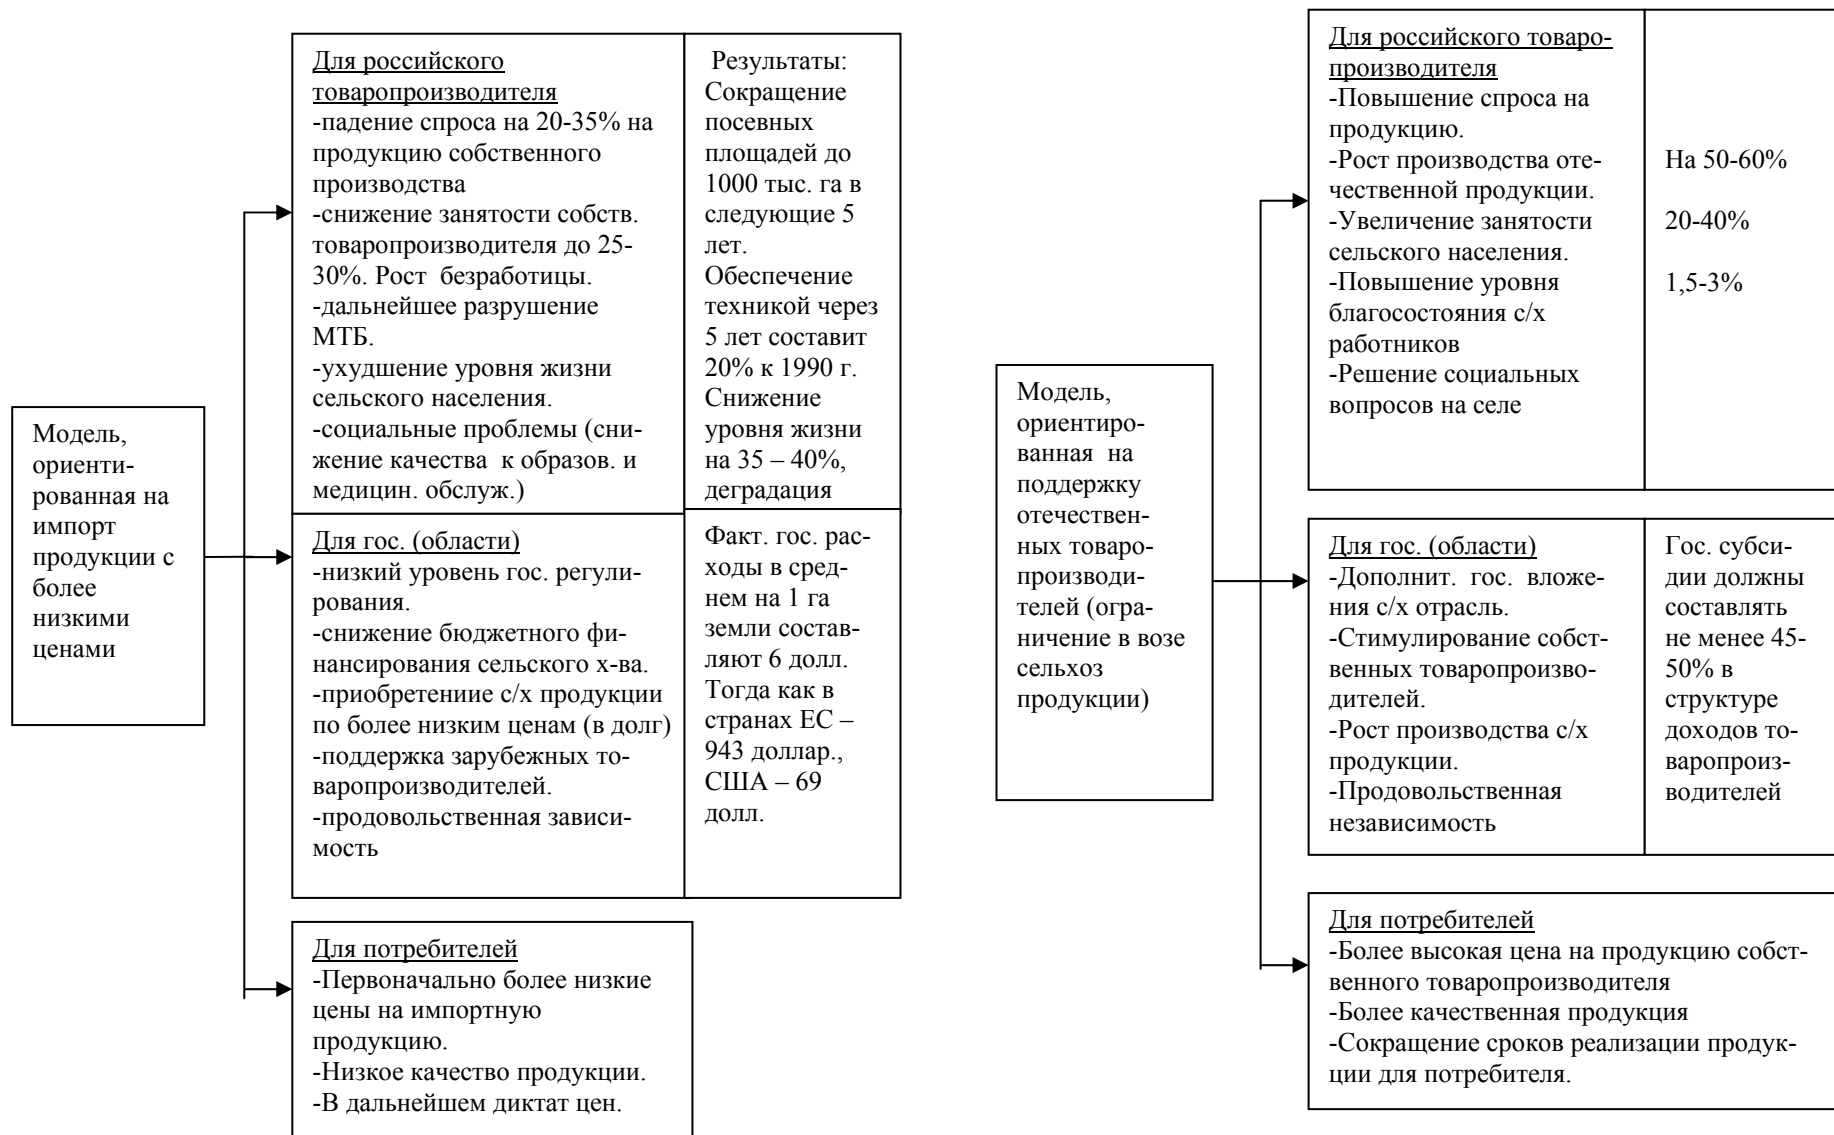 Модель,
ориенти-
рованная на
импорт
продукции с
более
низкими
ценами
Для российского
товаропроизводителя
-падение спроса на 20-35% на
продукцию собственного
производства
-снижение занятости собств.
товаропроизводителя до 25-
30%. Рост безработицы.
-дальнейшее разрушение
МТБ.
-ухудшение уровня жизни
сельского населения.
-социальные проблемы (сни-
жение качества к образов. и
медицин. обслуж.)
Результаты:
Сокращение
посевных
площадей до
1000 тыс. га в
следующие 5
лет.
Обеспечение
техникой через
5 лет составит
20% к 1990 г.
Снижение
уровня жизни
на 35 – 40%,
деградация
Для гос. (области)
-низкий уровень гос. регули-
рования.
-снижение бюджетного фи-
нансирования сельского х-ва.
-приобретениие с/х продукции
по более низким ценам (в долг)
-поддержка зарубежных то-
варопроизводителей.
-продовольственная зависи-
мость
Факт. гос. рас-
ходы в сред-
нем на 1 га
земли состав-
ляют 6 долл.
Тогда как в
странах ЕС –
943 доллар.,
США – 69
долл.
Для потребителей
-Первоначально более низкие
цены на импортную
продукцию.
-Низкое качество продукции.
-В дальнейшем диктат цен.
Модель,
ориентиро-
ванная на
поддержку
отечествен-
ных товаро-
производи-
телей (огра-
ничение в возе
сельхоз
продукции)
Для российского товаро-
производителя
-Повышение спроса на
продукцию.
-Рост производства оте-
чественной продукции.
-Увеличение занятости
сельского населения.
-Повышение уровня
благосостояния с/х
работников
-Решение социальных
вопросов на селе
На 50-60%
20-40%
1,5-3%
Для гос. (области)
-Дополнит. гос. вложе-
ния с/х отрасль.
-Стимулирование собст-
венных товаропроизво-
дителей.
-Рост производства с/х
продукции.
-Продовольственная
независимость
Гос. субси-
дии должны
составлять
не менее 45-
50% в
структуре
доходов то-
варопроиз-
водителей
Для потребителей
-Более высокая цена на продукцию собст-
венного товаропроизводителя
-Более качественная продукция
-Сокращение сроков реализации продук-
ции для потребителя.